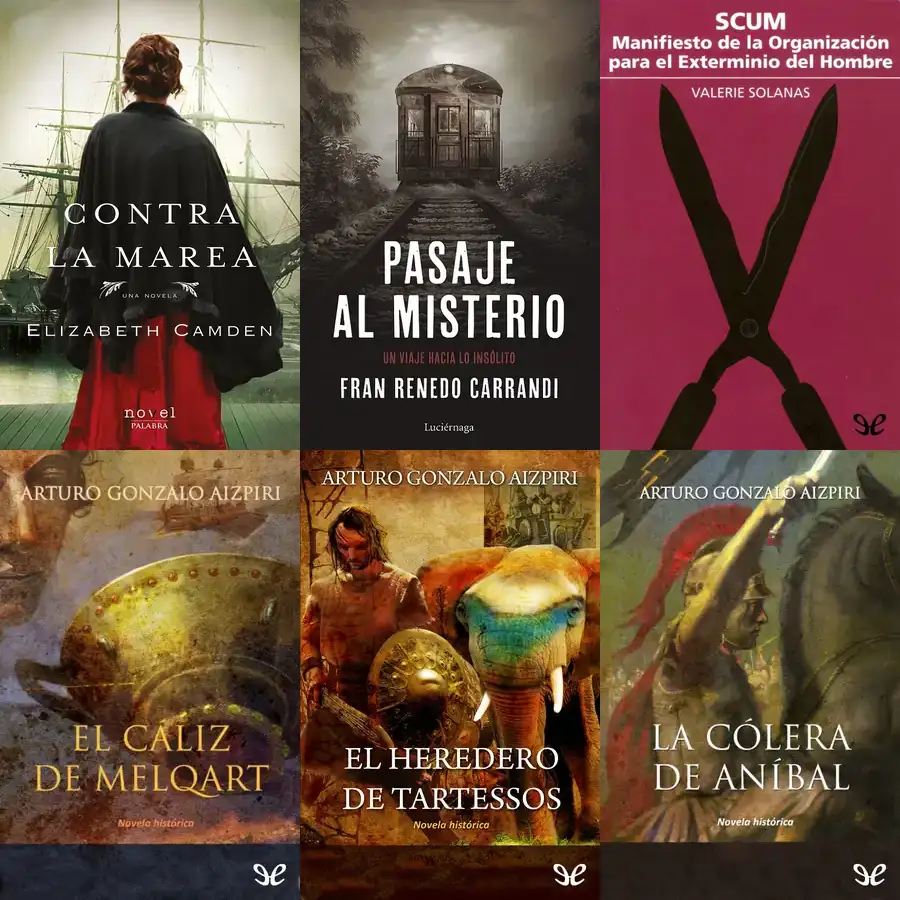 CONTRA
LA MAREA
UNA NOVELA
ELIZABETH CAMDEN
novel
PALABRA
PASAJE
AL MISTERIO
UN VIAJE HACIA LO INSÓLITO
FRAN RENEDO CARRANDI
Luciérnaga
SCUM
Manifiesto de la Organización
para el Exterminio del Hombre
VALERIE SOLANAS
ARTURO GONZALO AIZPIRI
EL CÁLIZ
DE MELQART
Novela histórica
ARTURO GONZALO AIZPIRI
EL HEREDERO
DE TARTESSOS
Novela histórica
ARTURO GONZALO AIZPIRI
LA CÓLERA
DE ANÍBAL
Novela histórica